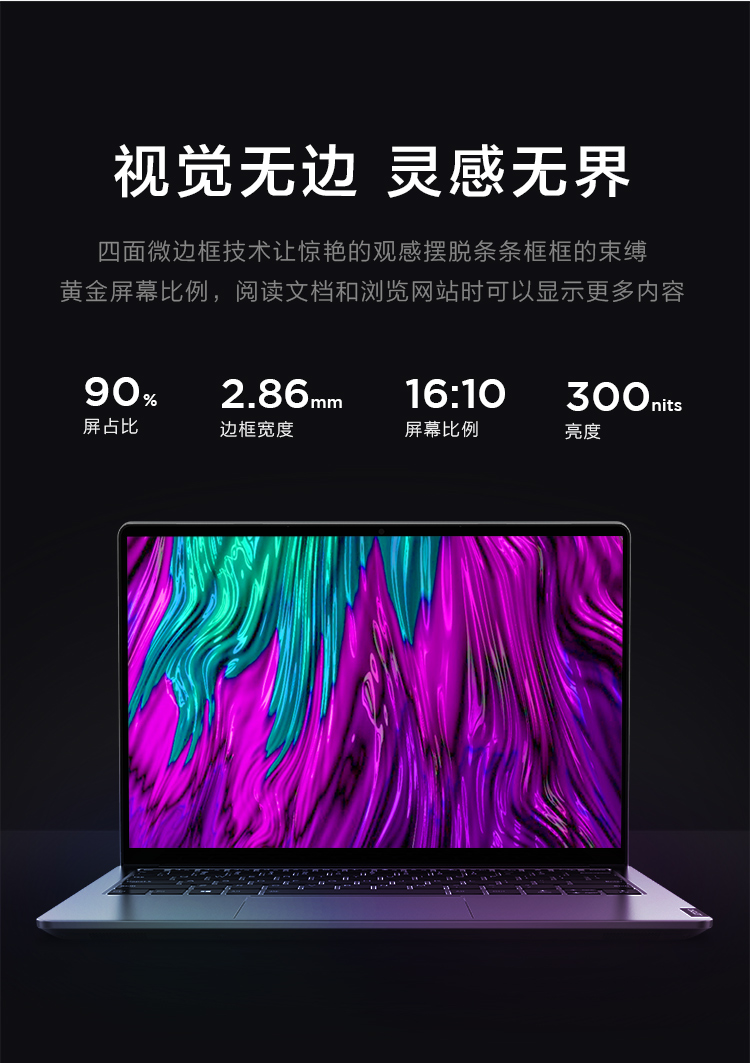 视觉无边 灵感无界
四面微边框技术让惊艳的观感摆脱条条框框的束缚
黄金屏幕比例，阅读文档和浏览网站时可以显示更多内容
90% 2.86mm 16:10 300nits
屏占比 边框宽度 屏幕比例 亮度